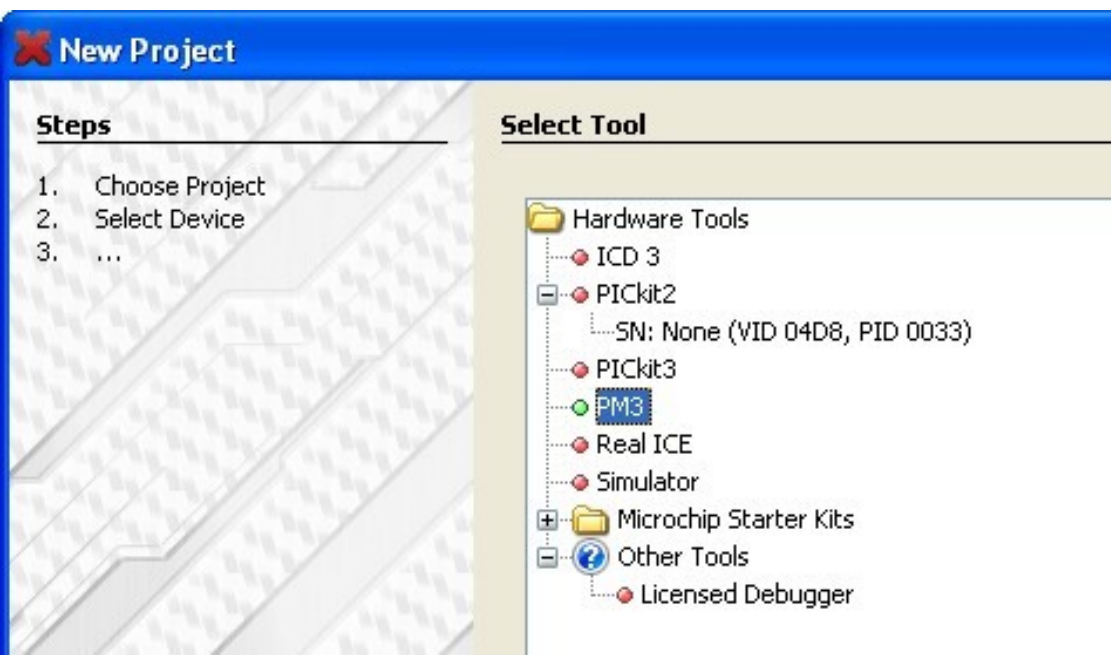 New Project
Steps
1. Choose Project
2. Select Device
3. ...
Select Tool
Hardware Tools
ICD 3
PICkit2
SN: None (VID 04D8, PID 0033)
PICkit3
PM3
Real ICE
Simulator
Microchip Starter Kits
Other Tools
Licensed Debugger